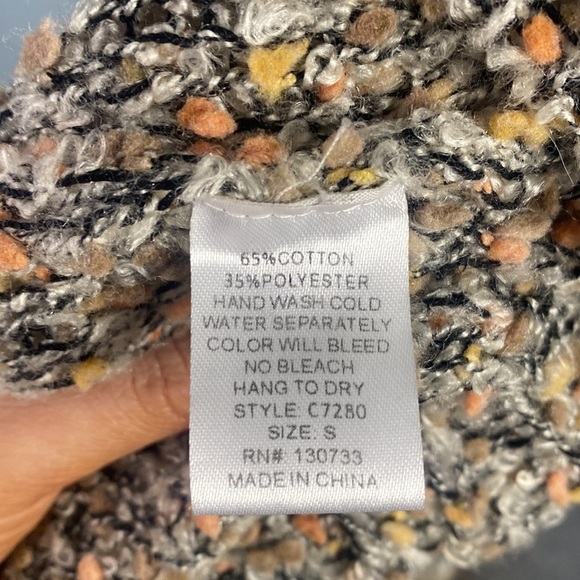 65%COTTON
35%POLYESTER
HAND WASH COLD
WATER SEPARATELY
COLOR WILL BLEED
NO BLEACH
HANG TO DRY
STYLE: C7280
SIZE: S
RN# 130733
MADE IN CHINA